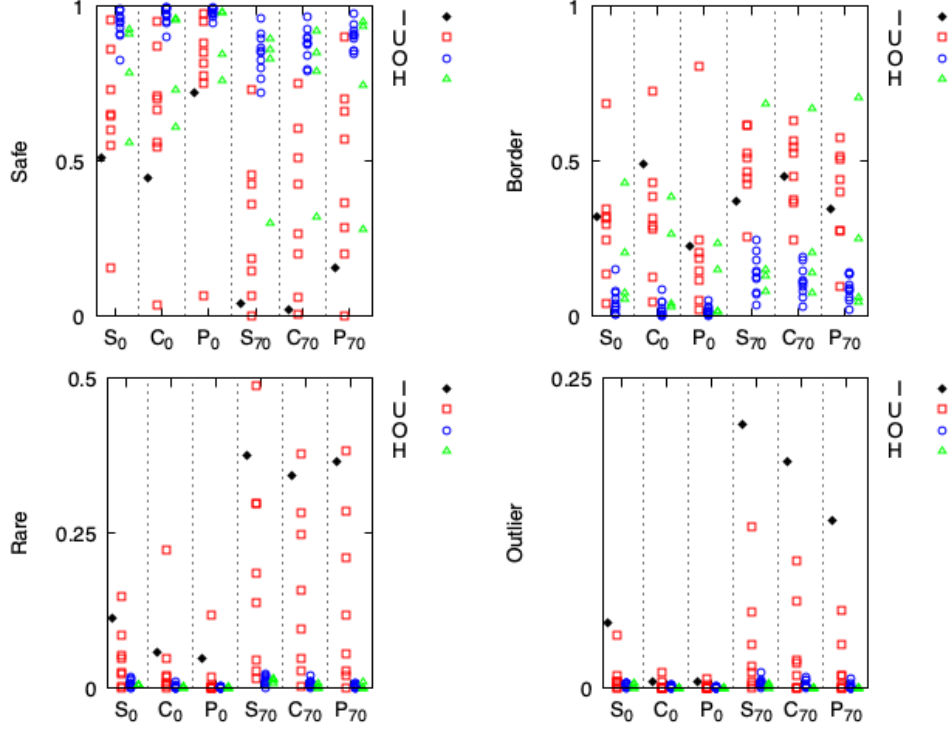 1
0.5
0
Safe
S₀ C₀ P₀ S₇₀ C₇₀ P₇₀
I
U
O
H
1
0.5
0
Border
S₀ C₀ P₀ S₇₀ C₇₀ P₇₀
I
U
O
H
0.5
0.25
0
Rare
S₀ C₀ P₀ S₇₀ C₇₀ P₇₀
I
U
O
H
0.25
0
Outlier
S₀ C₀ P₀ S₇₀ C₇₀ P₇₀
I
U
O
H